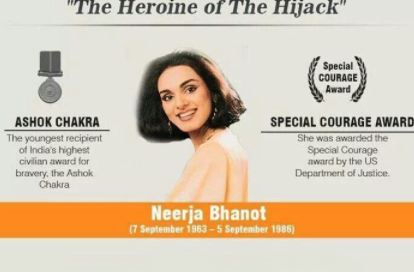 "The Heroine of The Hijack"
Special
COURAGE
Award
ASHOK CHAKRA
The youngest recipient
of India's highest
civilian award for
bravery, the Ashok
Chakra
SPECIAL COURAGE AWARD
She was awarded the
Special Courage
award by the US
Department of Justice.
Neerja Bhanot
(7 September 1963 – 5 September 1986)